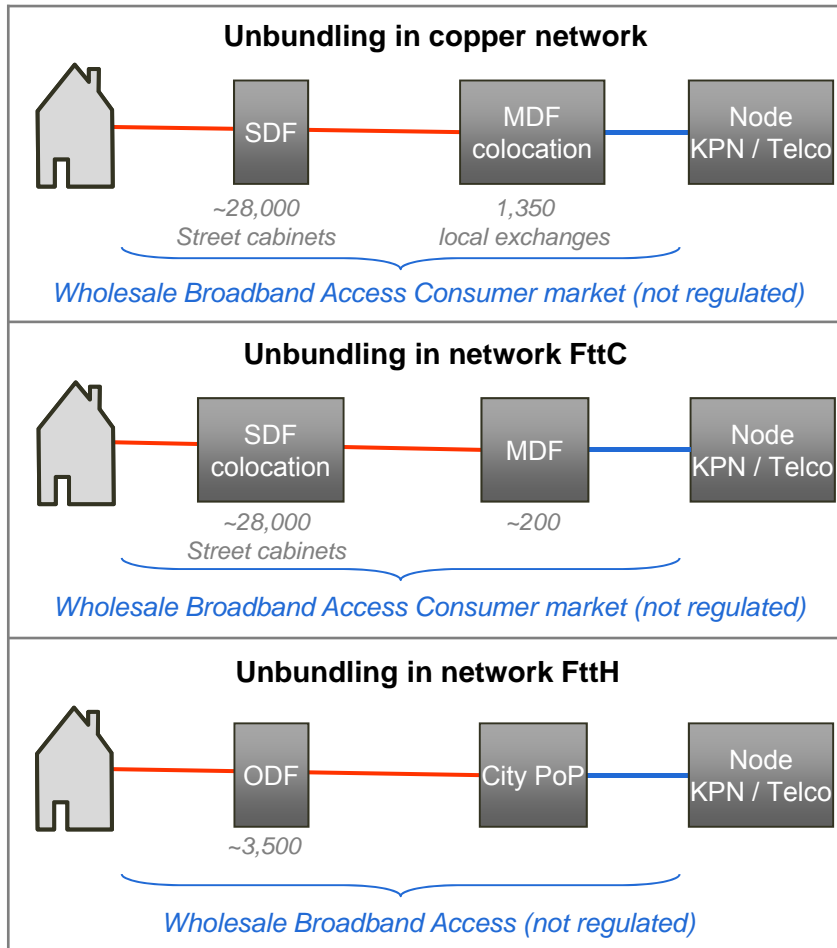 Unbundling in copper network
SDF
MDF
colocation
Node
KPN / Telco
~28,000
Street cabinets
1,350
local exchanges
Wholesale Broadband Access Consumer market (not regulated)
Unbundling in network FttC
SDF
colocation
MDF
Node
KPN / Telco
~28,000
Street cabinets
~200
Wholesale Broadband Access Consumer market (not regulated)
Unbundling in network FttH
ODF
City PoP
Node
KPN / Telco
~3,500
Wholesale Broadband Access (not regulated)